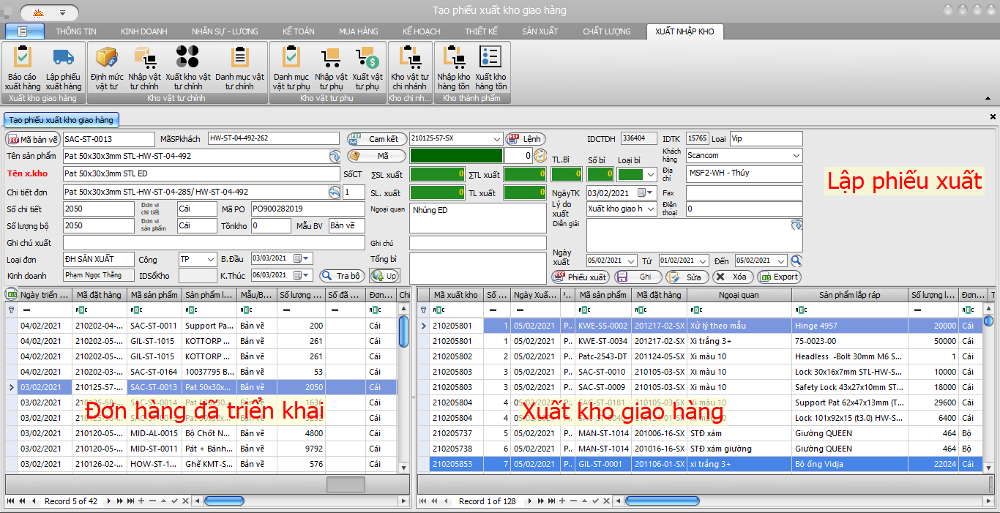 Tạo phiếu xuất kho giao hàng
THÔNG TIN KINH DOANH NHÂN SỰ - LƯƠNG KẾ TOÁN MUA HÀNG KẾ HOẠCH THIẾT KẾ SẢN XUẤT CHẤT LƯỢNG XUẤT NHẬP KHO
Báo cáo xuất hàng Lập phiếu xuất hàng Định mức vật tư Nhập vật tư chính Xuất kho vật tư chính Danh mục vật tư chính Danh mục vật tư phụ Nhập vật tư phụ Xuất vật tư phụ Kho vật tư chi nhánh Nhập kho hàng tồn Xuất kho hàng tồn
Xuất kho giao hàng Kho vật tư chính Kho vật tư phụ Kho chi nh... Kho thành phẩm
Tạo phiếu xuất kho giao hàng
Mã bản vẽ SAC-ST-0013 MãSPkhách HW-ST-04-492-262 Cam kết 210125-57-SX Lệnh IDCTDH 336404 IDTK 15765 Loai Vip
Tên sản phẩm Pat 50x30x3mm STL-HW-ST-04-492 Mã 0 TL.Bì Số bì Loại bì Khách hàng Scancom
Lập phiếu xuất
Tên x.kho Pat 50x30x3mm STL ED SốCT ΣSL xuất 0 ΣTL xuất 0 0 0 Địa chỉ MSF2-WH - Thúy
Chi tiết đơn Pat 50x30x3mm STL-HW-ST-04-285/ HW-ST-04-492 1 SL. xuất 0 TL xuất 0 NgàyTK 03/02/2021 Fax
Số chi tiết 2050 Đơn vị chi tiết Cái Mã PO PO900282019 Ngoại quan Nhúng ED Lý do xuất Xuất kho giao h Điện thoại 0
Số lượng bộ 2050 Đơn vị sản phẩm Cái Tồnkho 0 Mẫu BV Bản vẽ Diễn giải
Ghi chú xuất Ghi chú
Loại đơn ĐH SẢN XUẤT Công TP B.Đầu 03/03/2021 Tổng bì Ngày xuất 05/02/2021 Từ 01/02/2021 Đến 05/02/2021
Kinh doanh Phạm Ngọc Thắng IDSốKho K.Thúc 06/03/2021 Tra bộ Up Phiếu xuất Ghi Sửa Xóa Export
Ngày triển ... Mã đặt hàng Mã sản phẩm Sản phẩm l... Mẫu/B... Số lượng ... Số đã ... Đơn... Chi
04/02/2021 210202-04-... SAC-ST-0011 Support Pa... Bản vẽ 200 Cái
04/02/2021 210202-05-... GIL-ST-1015 KOTTORP ... Bản vẽ 261 Cái
04/02/2021 210202-05-... GIL-ST-1015 KOTTORP ... Bản vẽ 261 Cái
04/02/2021 210202-03-... SAC-ST-0164 10037795 B... Bản vẽ 53 Cái
03/02/2021 210125-57-... SAC-ST-0013 Pat 50x30x... Bản vẽ 2050 Cái
03/02/2021 210125-58-... SAC-ST-0014 Bản vẽ 1636 Cái
Đơn hàng đã triển khai
03/02/2021 Cái
03/02/2021 210120-05-... MID-AL-0015 Bộ Chốt N... Bản vẽ 4800 Cái
03/02/2021 210120-05-... MID-ST-0011 Pát + Bánh... Bản vẽ 9792 Cái
03/02/2021 210126-02-... HOW-ST-1... Ghế KMT-S... Bản vẽ 576 Cái
Record 5 of 42
Mã xuất kho Số ... Ngày Xuấ... Mã sản phẩm Mã đặt hàng Ngoại quan Sản phẩm lắp ráp Số lượng l... Đơn... T
210205801 1 05/02/2021 P.. KWE-SS-0002 201217-02-SX Xử lý theo mẫu Hinge 4957 20000 Cái
210205801 1 05/02/2021 P.. KWE-ST-0034 201217-02-SX Xi trắng 3+ 75-0023-00 50000 Cái
210205802 2 05/02/2021 P.. Patc-2543-DT 201124-05-SX Xi màu 10 Headless -Bolt 30mm M6 S... 1 Cái
210205803 3 05/02/2021 P.. SAC-ST-0010 210105-03-SX Xi màu 10 Lock 30x16x7mm STL-HW-S... 10000 Cái
210205803 3 05/02/2021 P.. SAC-ST-0009 210105-03-SX Xi màu 10 Safety Lock 43x27x10mm ST... 18000 Cái
210205804 4 05/02/2021 P.. SAC-ST-0181 210105-03-SX Xi màu 10 Support Pat 62x47x13mm (T... 29600 Cái
Xuất kho giao hàng
210205804 4 Lock 101x92x15 (t3.0) HW-S... 6400 Cái
210205737 5 05/02/2021 P.. MAN-ST-1014 201006-16-SX STĐ xám Giường QUEEN 464 Bộ
210205738 6 05/02/2021 P.. MAN-ST-1014 201016-16-SX STĐ xám giường Giường QUEEN 464 Bộ
210205853 7 05/02/2021 P.. GIL-ST-0001 201106-01-SX xi trắng 3+ Bộ ống Vidja 22024 Cái
Record 1 of 128